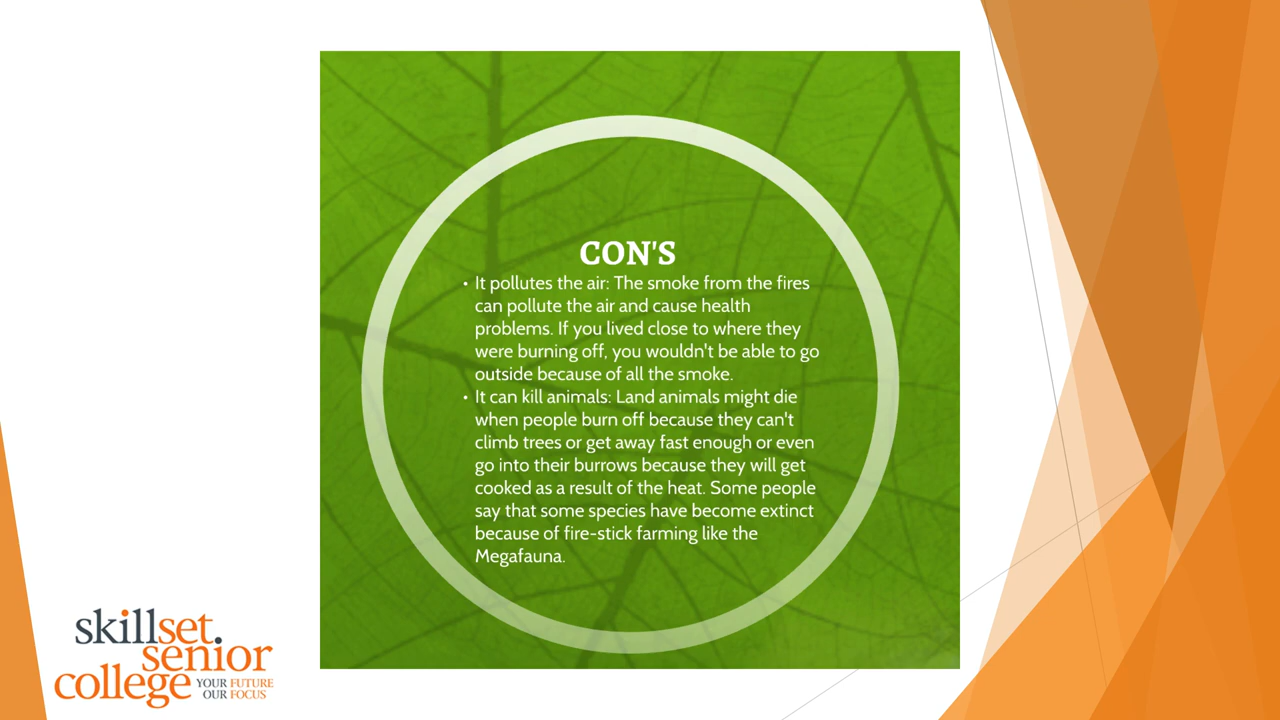 CON'S
• It pollutes the air: The smoke from the fires
can pollute the air and cause health
problems. If you lived close to where they
were burning off, you wouldn't be able to go
outside because of all the smoke.
• It can kill animals: Land animals might die
when people burn off because they can't
climb trees or get away fast enough or even
go into their burrows because they will get
cooked as a result of the heat. Some people
say that some species have become extinct
because of fire-stick farming like the
Megafauna.
skillset.
senior
college YOUR FUTURE
OUR FOCUS